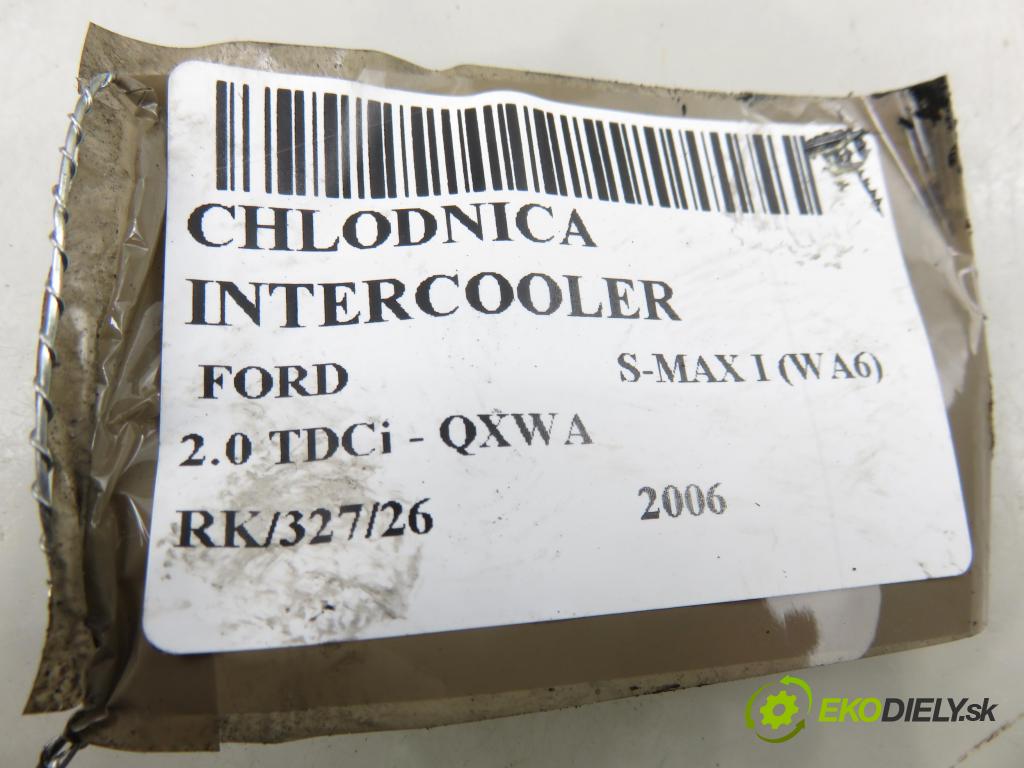 CHLODNICA
INTERCOOLER
FORD S-MAX I (WA6)
2.0 TDCi - QXWA
RK/327/26 2006
EKODIELY.sk